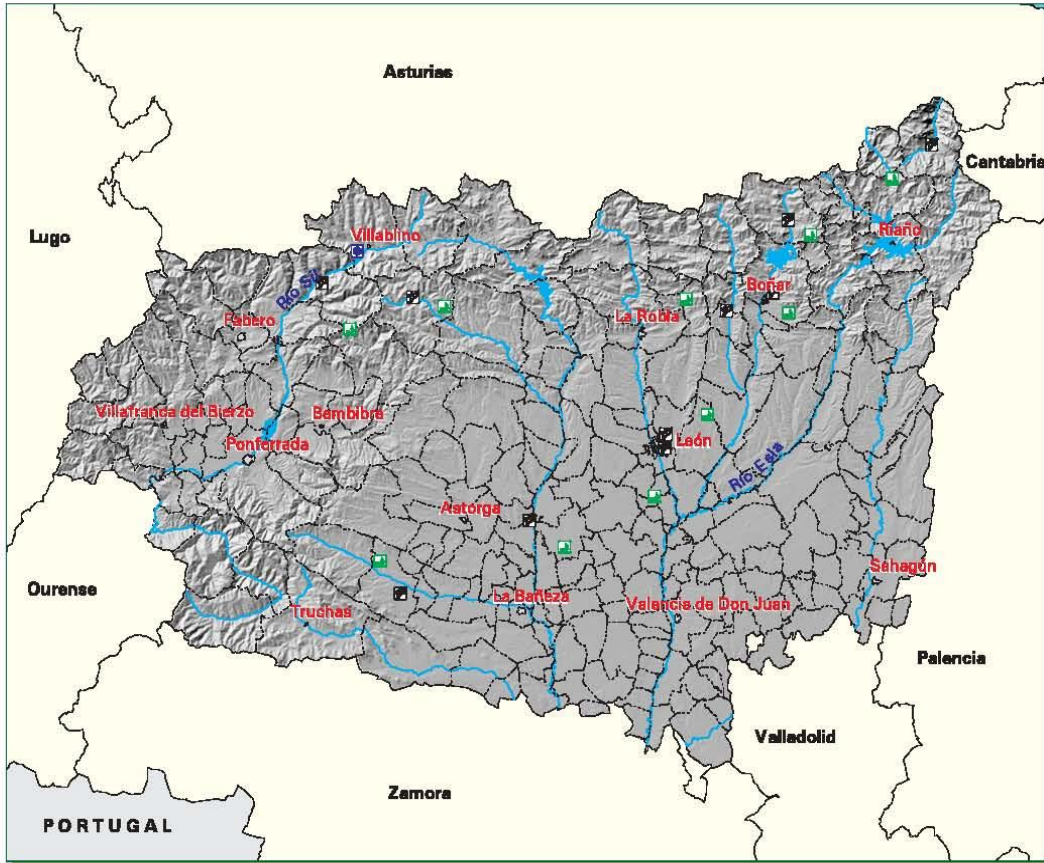 Asturias
Cantabria
Lugo
Villablino
Riaño
Río Sil
Boñar
Fabero
La Robla
Villafranca del Bierzo
Bembibre
Ponferrada
León
Río Esla
Astorga
Sahagún
Ourense
La Bañeza
Truchas
Valencia de Don Juan
Palencia
Valladolid
Zamora
PORTUGAL